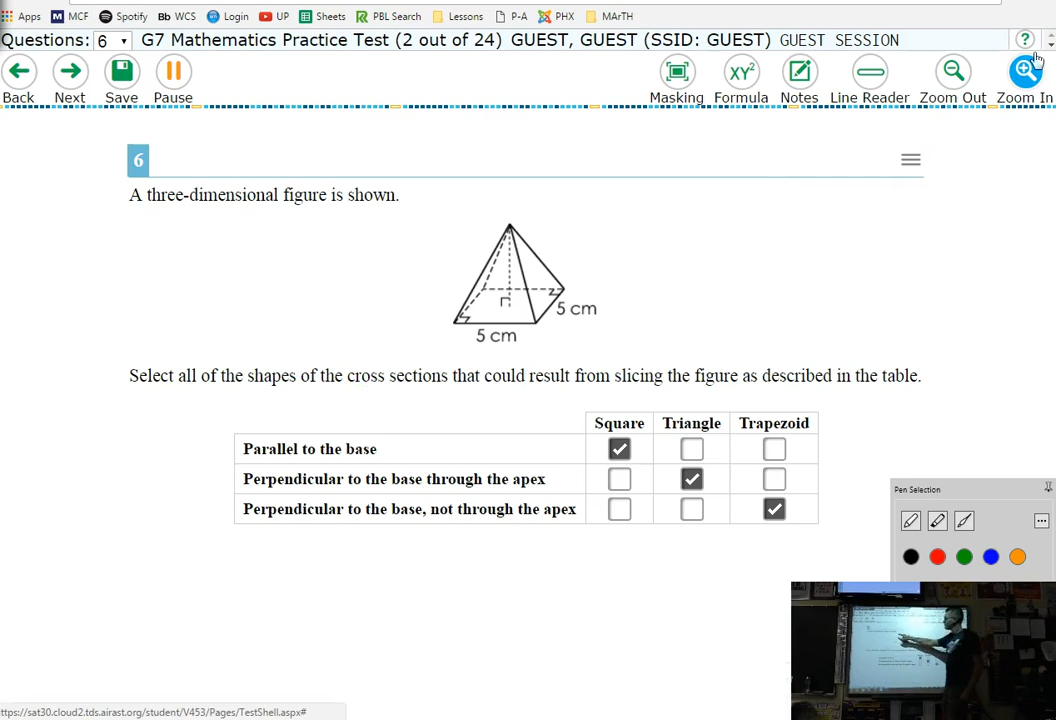 Apps MCF Spotify Bb WCS Login UP Sheets PBL Search Lessons P-A PHX MArTH
Questions: 6 G7 Mathematics Practice Test (2 out of 24) GUEST, GUEST (SSID: GUEST) GUEST SESSION ?
XY²
Back Next Save Pause Masking Formula Notes Line Reader Zoom Out Zoom In
6
A three-dimensional figure is shown.
5 cm
5 cm
Select all of the shapes of the cross sections that could result from slicing the figure as described in the table.
Square Triangle Trapezoid
Parallel to the base
Perpendicular to the base through the apex
Perpendicular to the base, not through the apex
Pen Selection
https://sat30.cloud2.tds.airast.org/student/V453/Pages/TestShell.aspx#